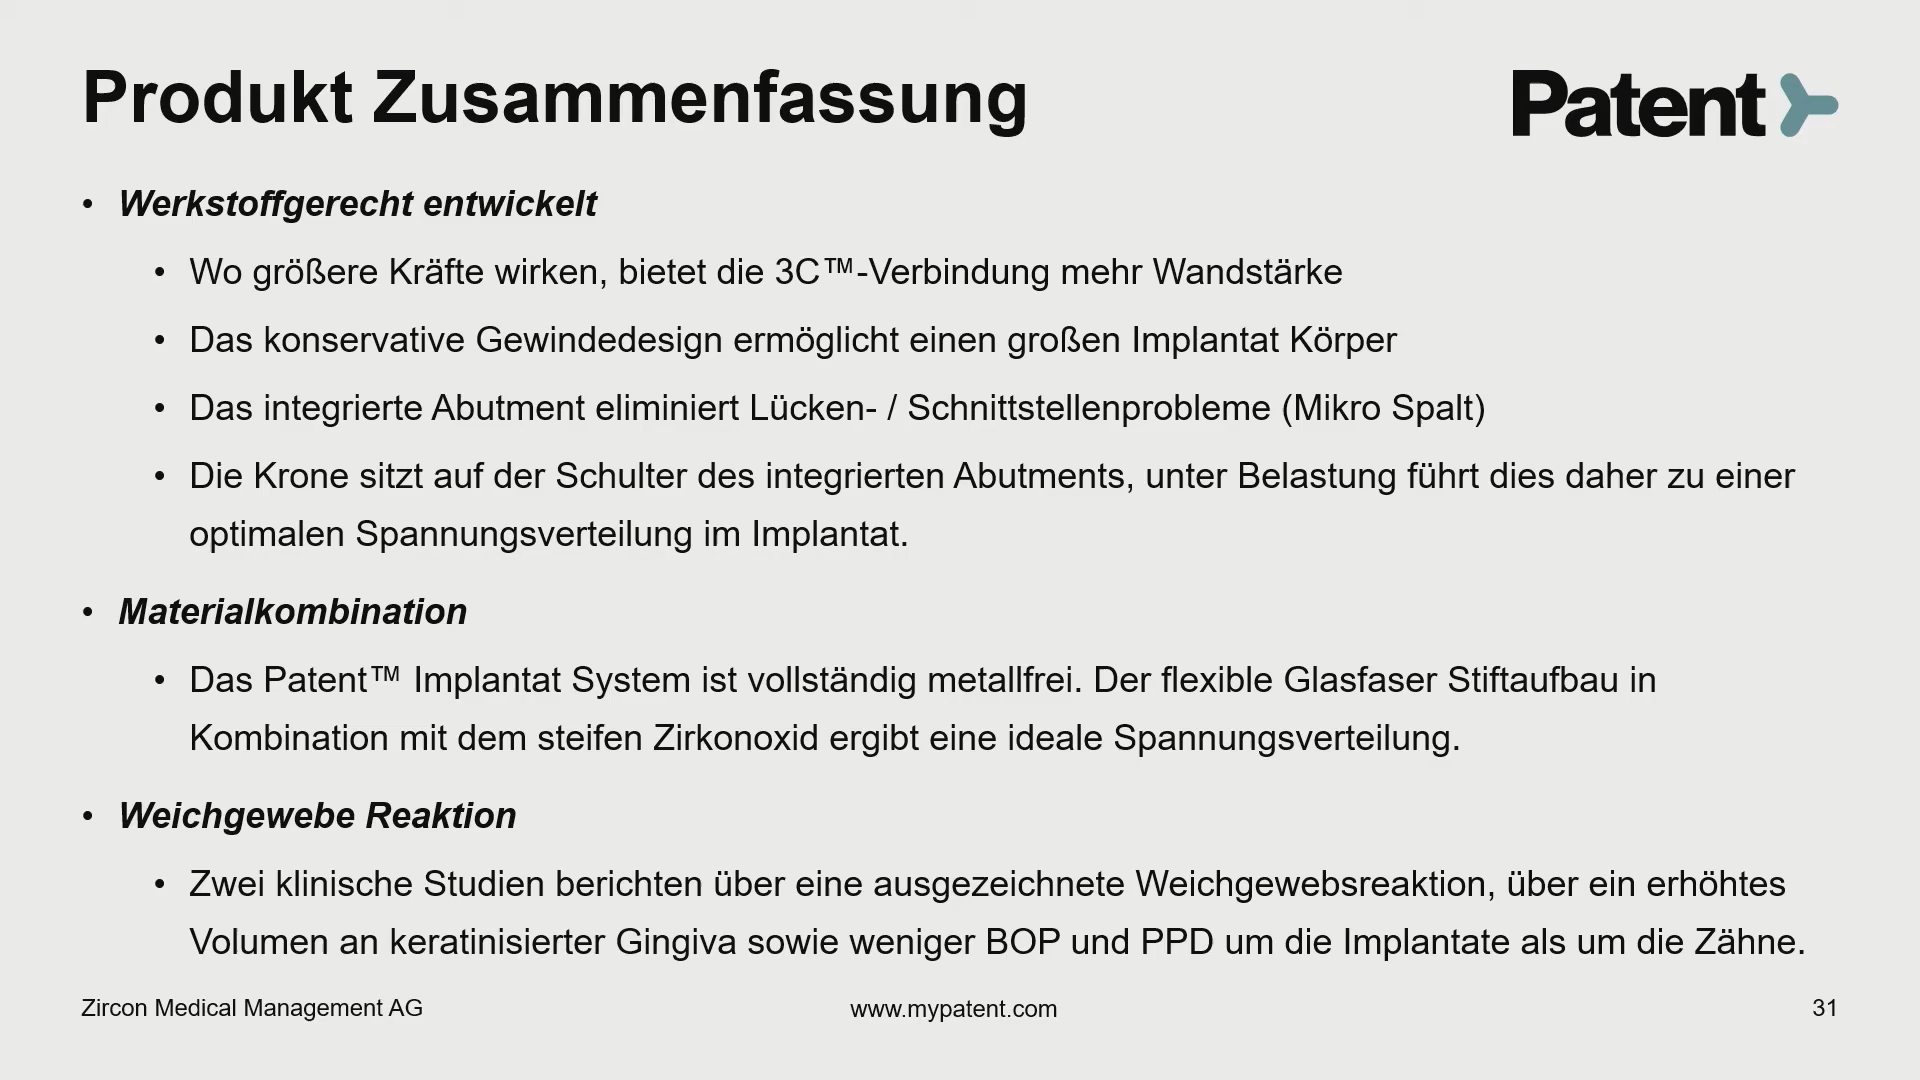 Produkt Zusammenfassung
Patent
• Werkstoffgerecht entwickelt
• Wo größere Kräfte wirken, bietet die 3C™-Verbindung mehr Wandstärke
• Das konservative Gewindedesign ermöglicht einen großen Implantat Körper
• Das integrierte Abutment eliminiert Lücken- / Schnittstellenprobleme (Mikro Spalt)
• Die Krone sitzt auf der Schulter des integrierten Abutments, unter Belastung führt dies daher zu einer
optimalen Spannungsverteilung im Implantat.
• Materialkombination
• Das Patent™ Implantat System ist vollständig metallfrei. Der flexible Glasfaser Stiftaufbau in
Kombination mit dem steifen Zirkonoxid ergibt eine ideale Spannungsverteilung.
• Weichgewebe Reaktion
• Zwei klinische Studien berichten über eine ausgezeichnete Weichgewebsreaktion, über ein erhöhtes
Volumen an keratinisierter Gingiva sowie weniger BOP und PPD um die Implantate als um die Zähne.
Zircon Medical Management AG
www.mypatent.com
31